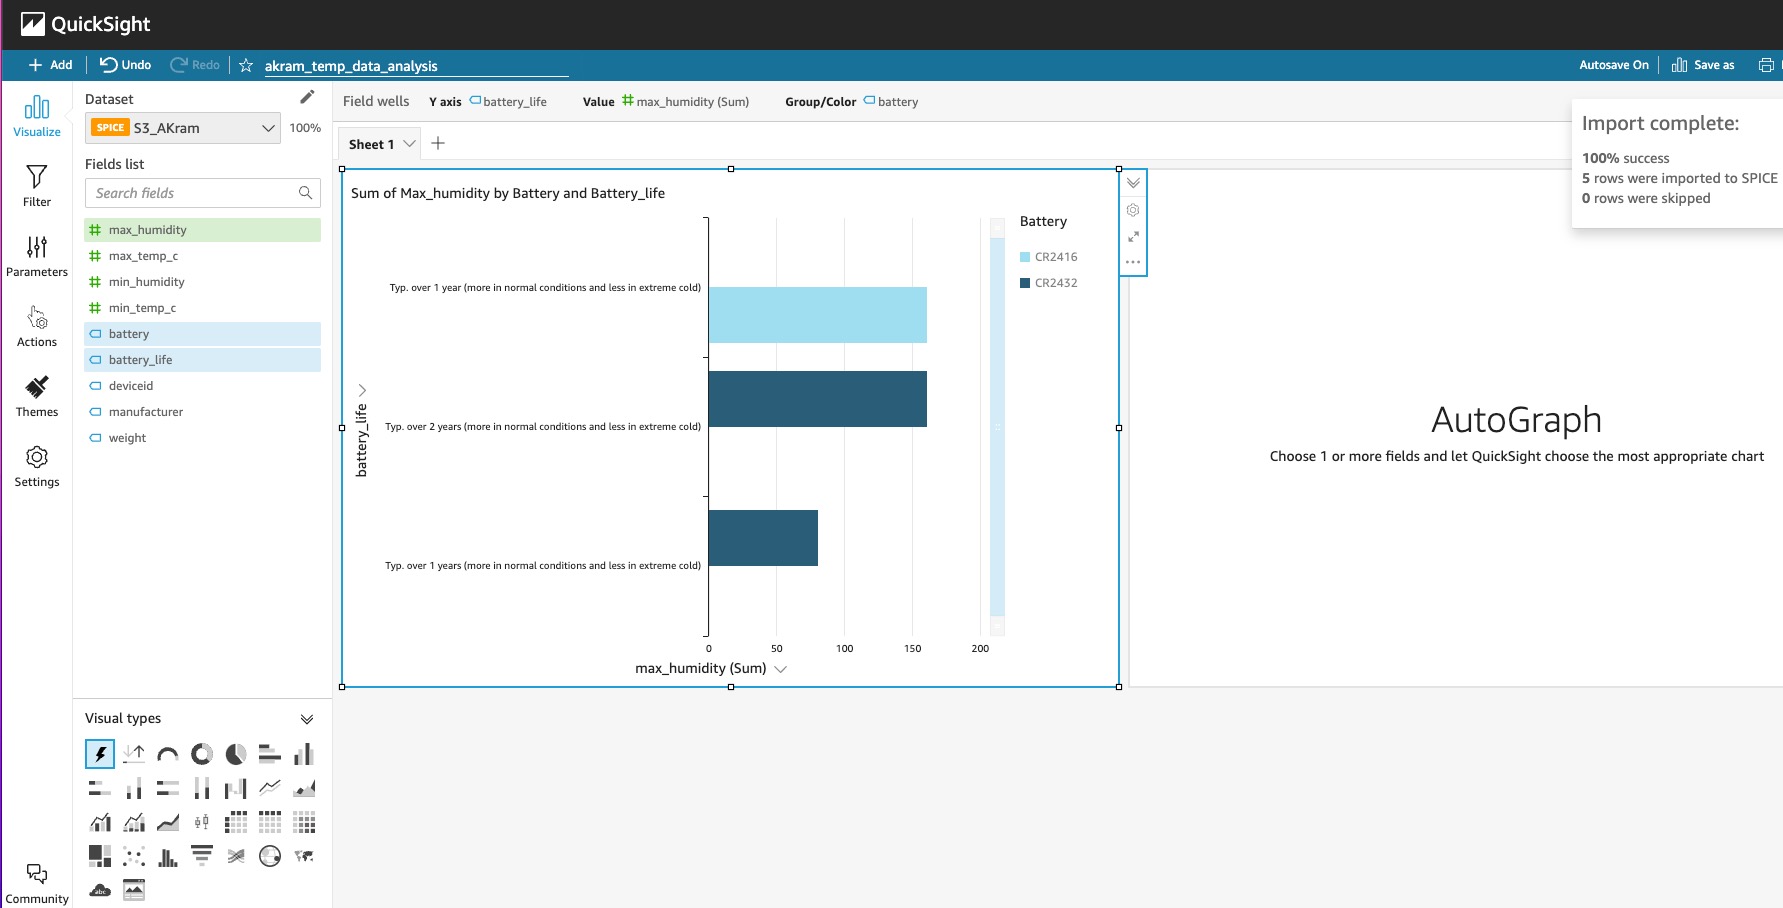 QuickSight
Add
Undo
Redo
akram_temp_data_analysis
Autosave On
Save as
Visualize
Filter
Parameters
Actions
Themes
Settings
Community
Dataset
SPICE S3_AKram
100%
Fields list
Search fields
max_humidity
max_temp_c
min_humidity
min_temp_c
battery
battery_life
deviceid
manufacturer
weight
Visual types
abc
Field wells Y axis battery_life Value max_humidity (Sum) Group/Color battery
Sheet 1
Sum of Max_humidity by Battery and Battery_life
Typ. over 1 year (more in normal conditions and less in extreme cold)
Typ. over 2 years (more in normal conditions and less in extreme cold)
Typ. over 1 years (more in normal conditions and less in extreme cold)
battery_life
0 50 100 150 200
max_humidity (Sum)
Battery
CR2416
CR2432
Import complete:
100% success
5 rows were imported to SPICE
0 rows were skipped
AutoGraph
Choose 1 or more fields and let QuickSight choose the most appropriate chart